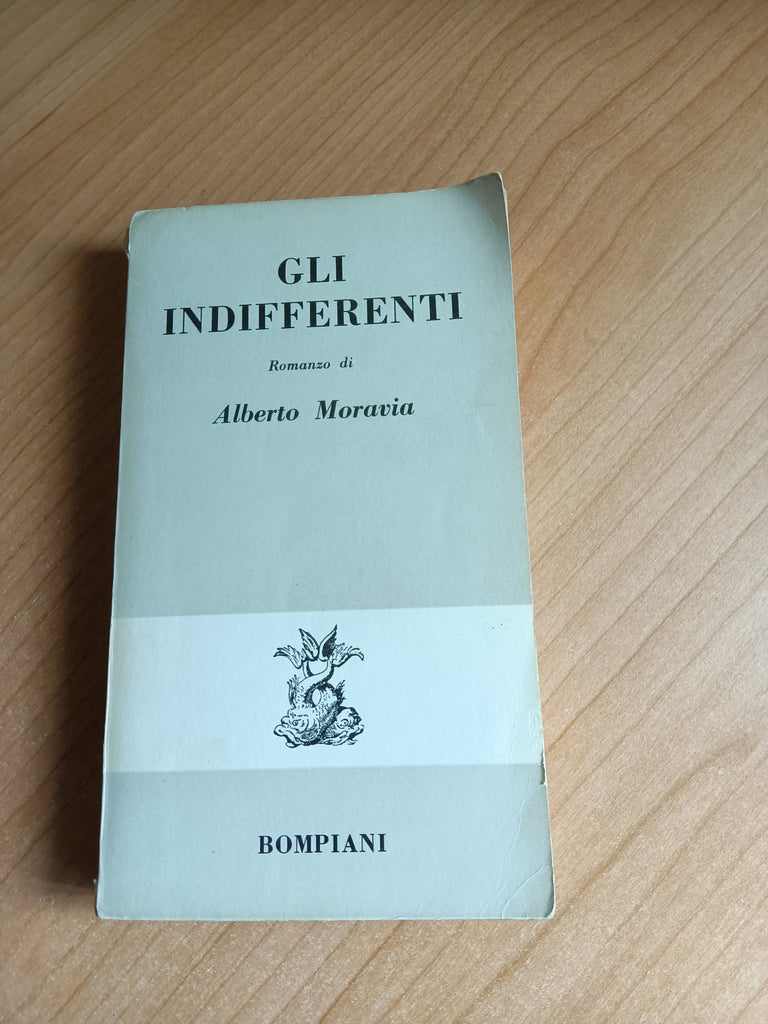 GLI
INDIFFERENTI
Romanzo di
Alberto Moravia
BOMPIANI